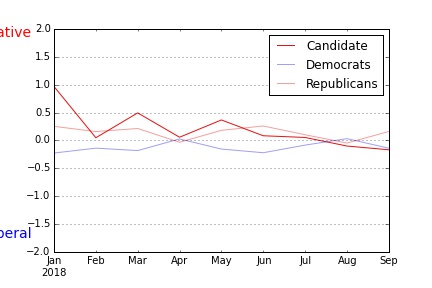 ative
2.0
1.5
1.0
0.5
0.0
−0.5
−1.0
−1.5
−2.0
beral
Candidate
Democrats
Republicans
Jan Feb Mar Apr May Jun Jul Aug Sep
2018